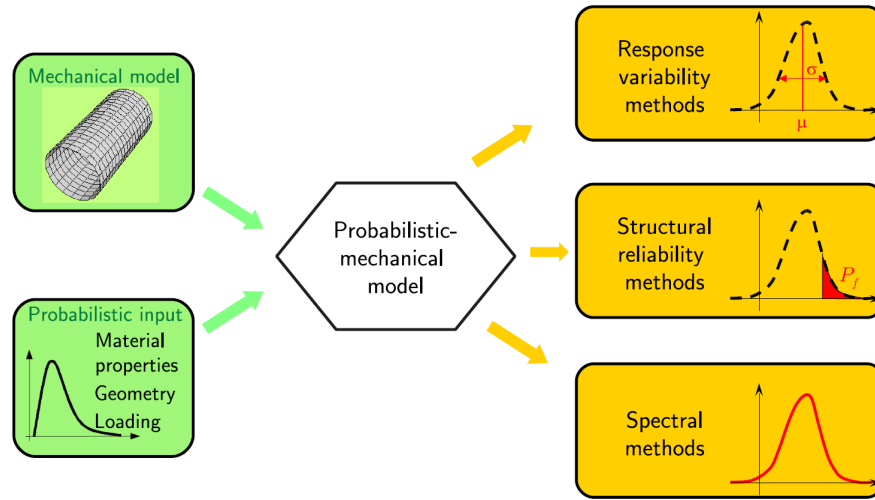 Mechanical model
Probabilistic input
Material
properties
Geometry
Loading
Probabilistic-
mechanical
model
Response
variability
methods
σ
μ
Structural
reliability
methods
P_f
Spectral
methods